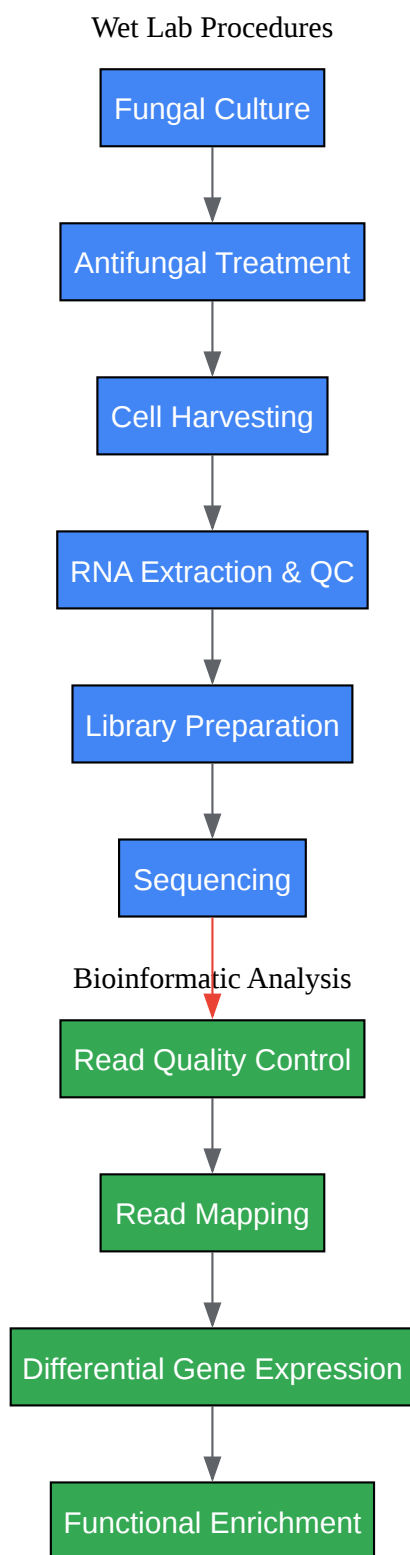 Wet Lab Procedures
Fungal Culture
Antifungal Treatment
Cell Harvesting
RNA Extraction & QC
Library Preparation
Sequencing
Bioinformatic Analysis
Read Quality Control
Read Mapping
Differential Gene Expression
Functional Enrichment